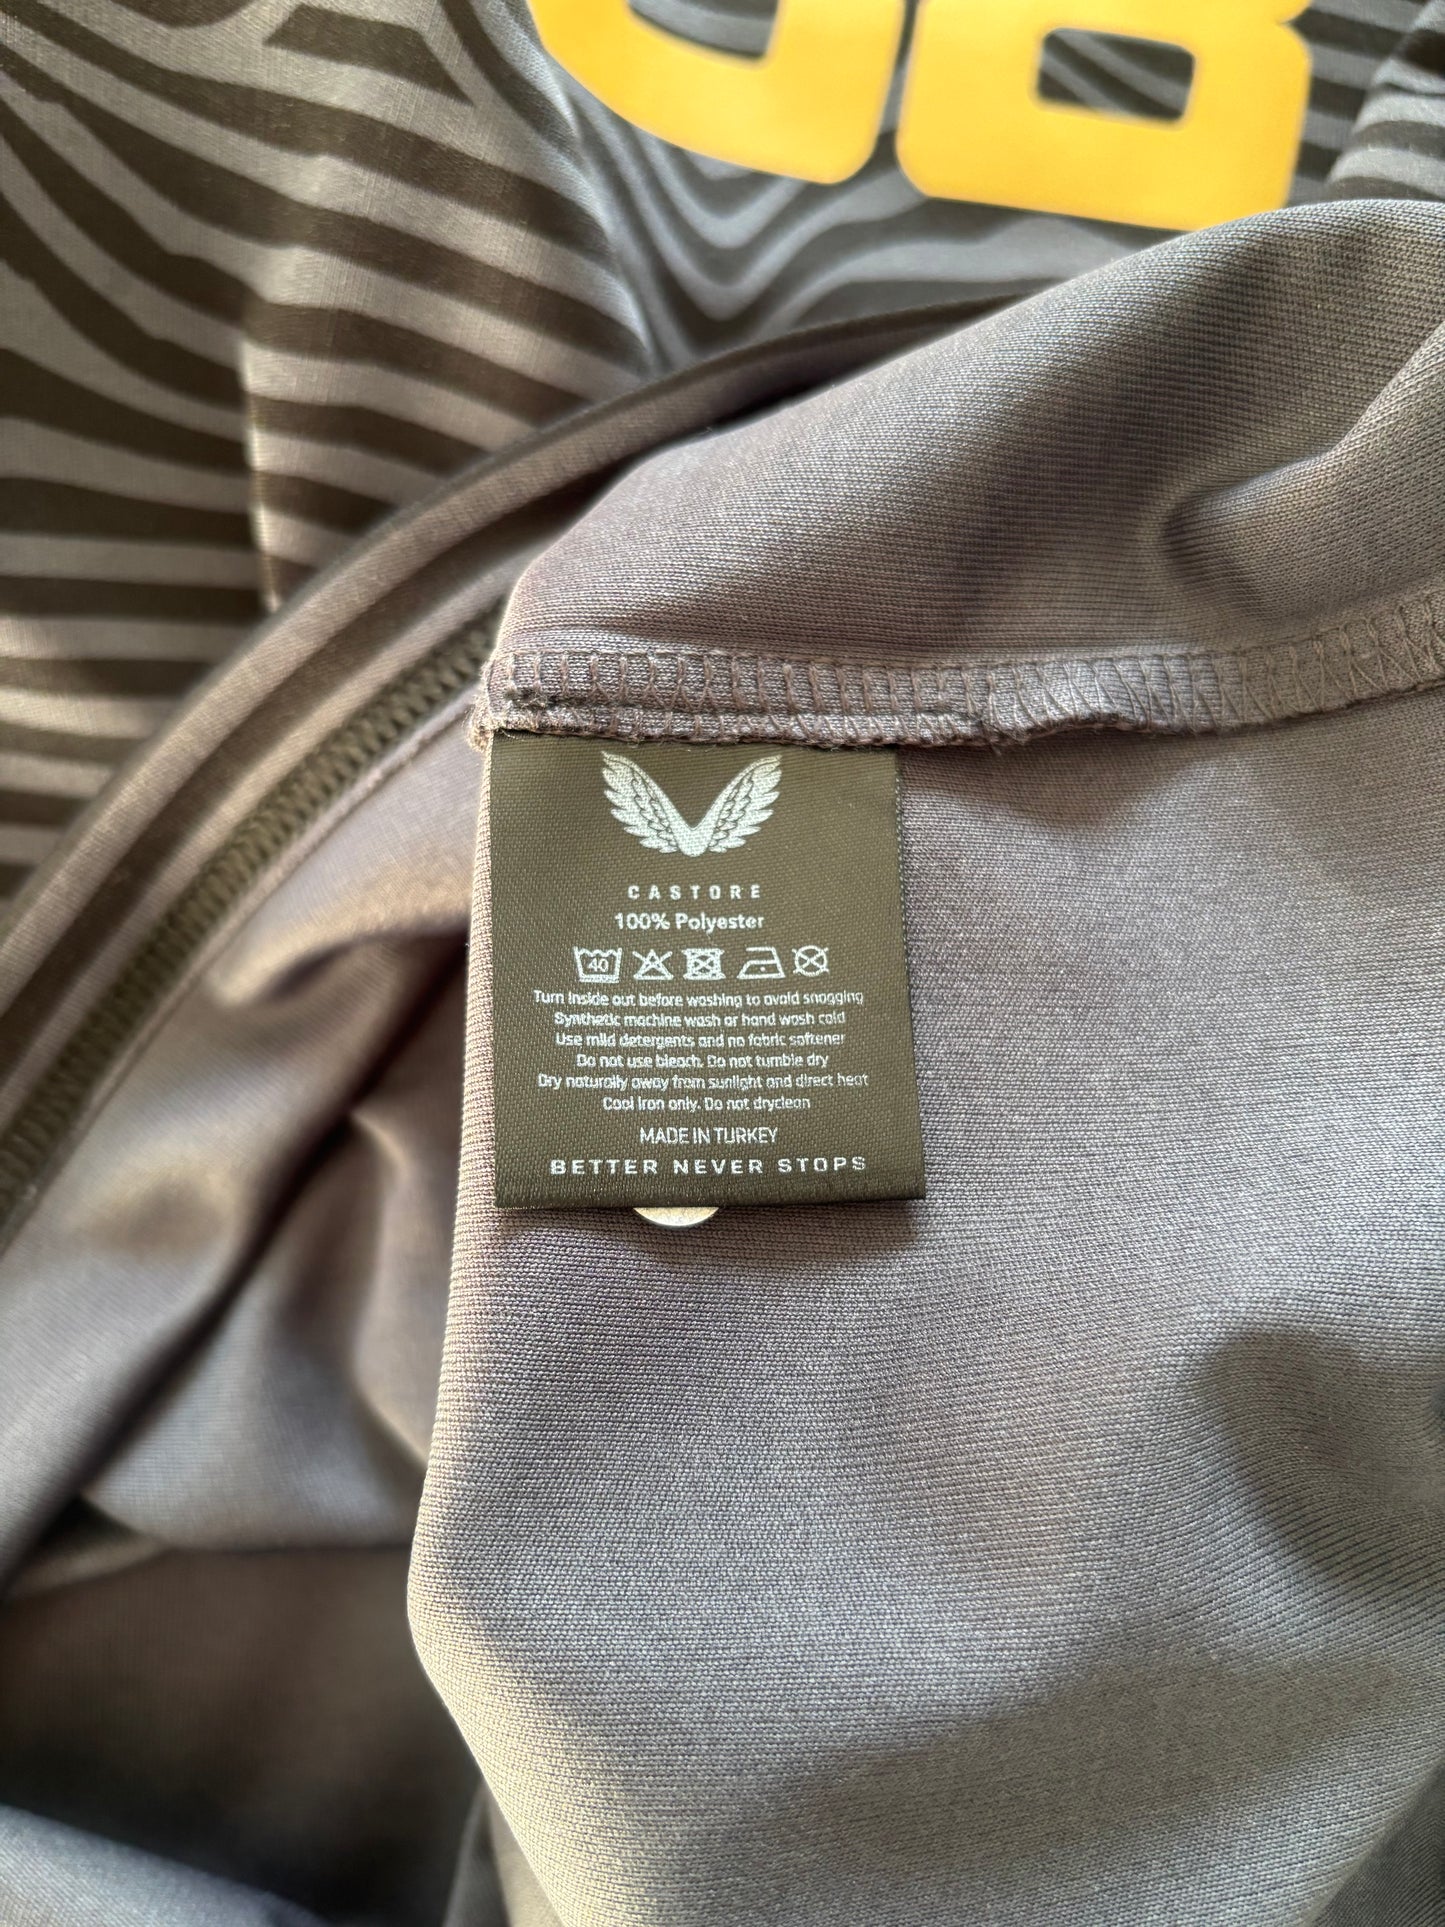 08
CASTORE
100% Polyester
40
Turn inside out before washing to avoid snagging
Synthetic machine wash or hand wash cold
Use mild detergents and no fabric softener
Do not use bleach. Do not tumble dry
Dry naturally away from sunlight and direct heat
Cool iron only. Do not dryclean
MADE IN TURKEY
BETTER NEVER STOPS